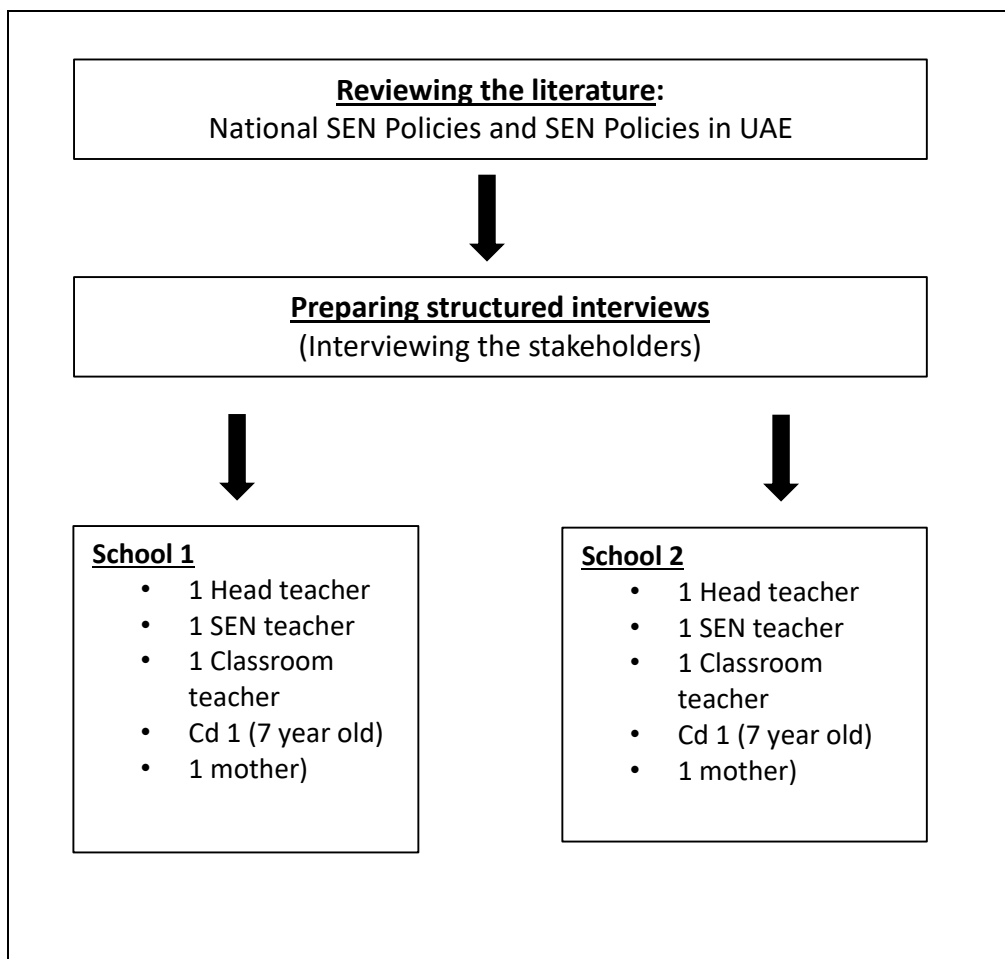 Reviewing the literature:
National SEN Policies and SEN Policies in UAE
Preparing structured interviews
(Interviewing the stakeholders)
School 1
• 1 Head teacher
• 1 SEN teacher
• 1 Classroom
teacher
• Cd 1 (7 year old)
• 1 mother)
School 2
• 1 Head teacher
• 1 SEN teacher
• 1 Classroom
teacher
• Cd 1 (7 year old)
• 1 mother)